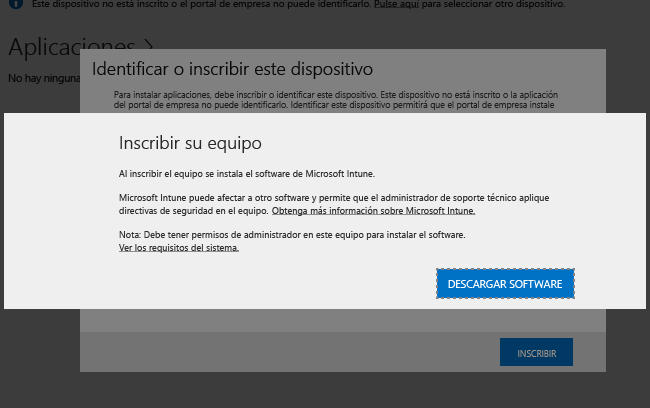 Este dispositivo no está inscrito o el portal de empresa no puede identificarlo. Pulse aquí para seleccionar otro dispositivo.
Aplicaciones
No hay ninguna
Identificar o inscribir este dispositivo
Para instalar aplicaciones, debe inscribir o identificar este dispositivo. Este dispositivo no está inscrito o la aplicación
del portal de empresa no puede identificarlo. Identificar este dispositivo permitirá que el portal de empresa instale
Inscribir su equipo
Al inscribir el equipo se instala el software de Microsoft Intune.
Microsoft Intune puede afectar a otro software y permite que el administrador de soporte técnico aplique
directivas de seguridad en el equipo. Obtenga más información sobre Microsoft Intune.
Nota: Debe tener permisos de administrador en este equipo para instalar el software.
Ver los requisitos del sistema.
DESCARGAR SOFTWARE
INSCRIBIR